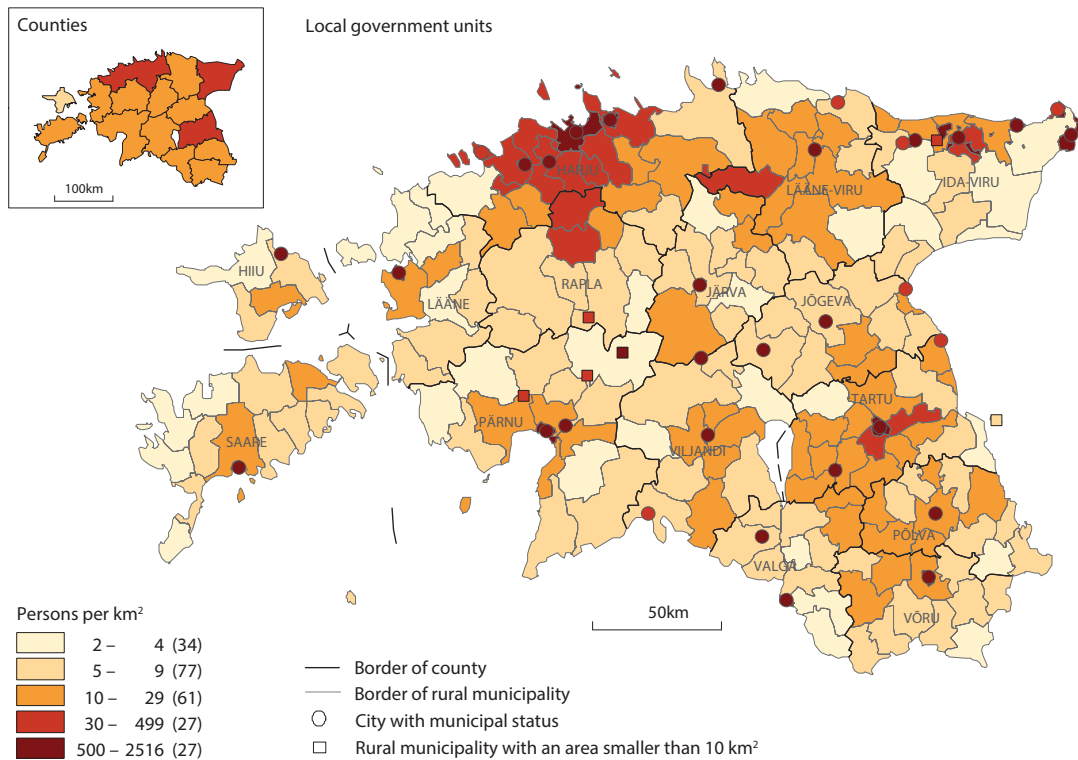 Counties
100km
Local government units
HARJU
LÄÄNE-VIRU
IDA-VIRU
HIIU
LÄÄNE
RAPLA
JÄRVA
JÕGEVA
SAARE
PÄRNU
VILJANDI
TARTU
PÕLVA
VALGA
VÕRU
50km
Persons per km²
2 – 4 (34)
5 – 9 (77)
10 – 29 (61)
30 – 499 (27)
500 – 2516 (27)
Border of county
Border of rural municipality
City with municipal status
Rural municipality with an area smaller than 10 km²